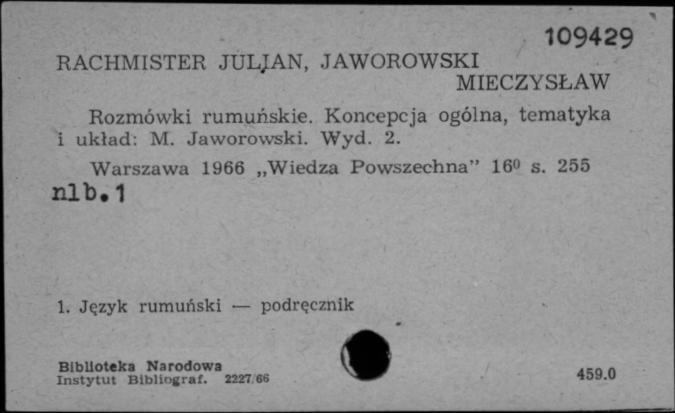 109429
RACHMISTER JULJAN, JAWOROWSKI
MIECZYSŁAW
Rozmówki rumuńskie. Koncepcja ogólna, tematyka
i układ: M. Jaworowski. Wyd. 2.
Warszawa 1966 „Wiedza Powszechna” 16⁰ s. 255
nlb. 1
1. Język rumuński — podręcznik
Biblioteka Narodowa
Instytut Bibliograf. 2227/66
459.0